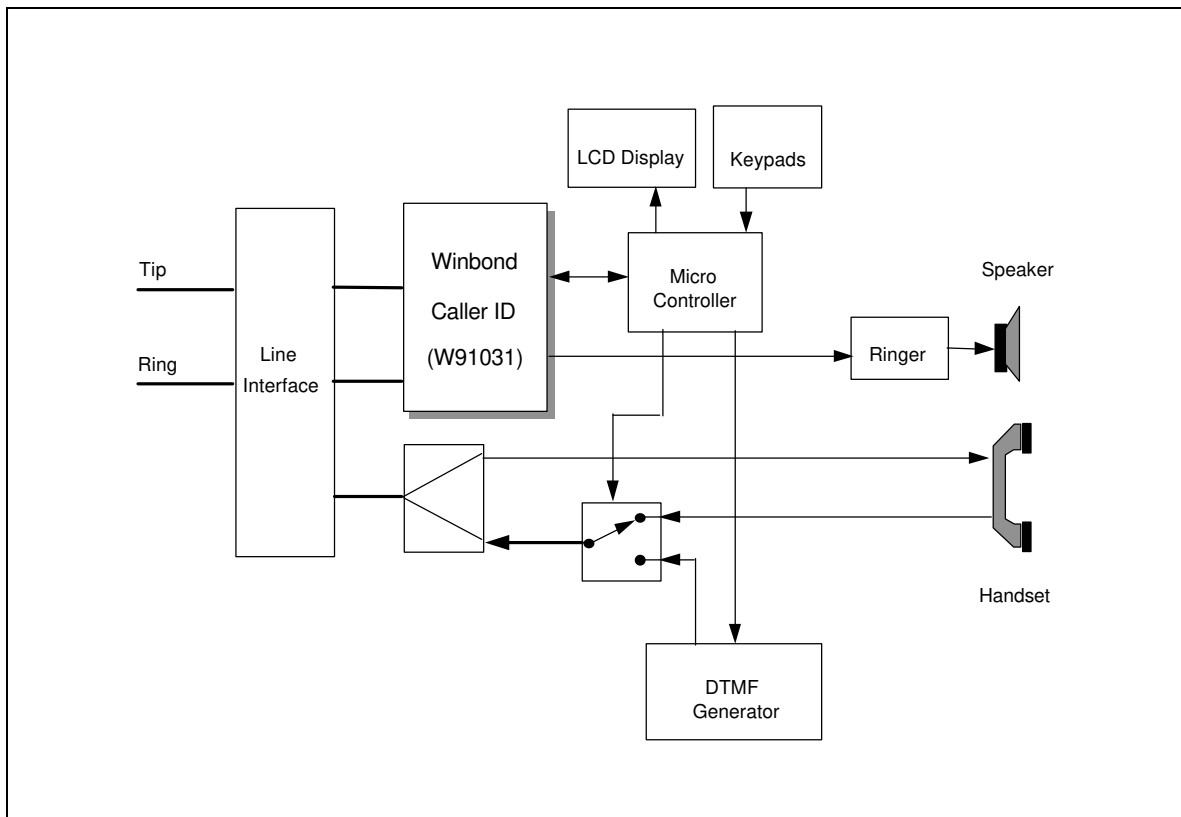 LCD Display
Keypads
Tip
Ring
Line
Interface
Winbond
Caller ID
(W91031)
Micro
Controller
Speaker
Ringer
Handset
DTMF
Generator